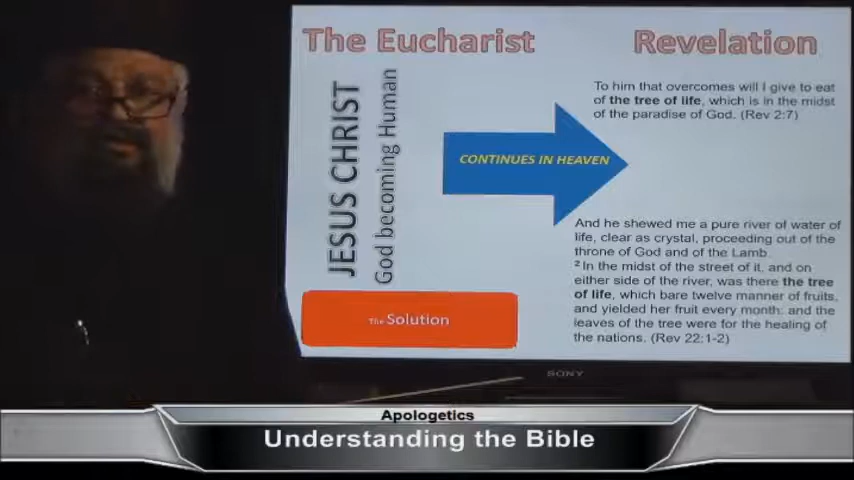 The Eucharist
Revelation
JESUS CHRIST
God becoming Human
CONTINUES IN HEAVEN
The Solution
To him that overcomes will I give to eat
of the tree of life, which is in the midst
of the paradise of God. (Rev 2:7)
And he shewed me a pure river of water of
life, clear as crystal, proceeding out of the
throne of God and of the Lamb.
2 In the midst of the street of it, and on
either side of the river, was there the tree
of life, which bare twelve manner of fruits,
and yielded her fruit every month: and the
leaves of the tree were for the healing of
the nations. (Rev 22:1-2)
SONY
Apologetics
Understanding the Bible